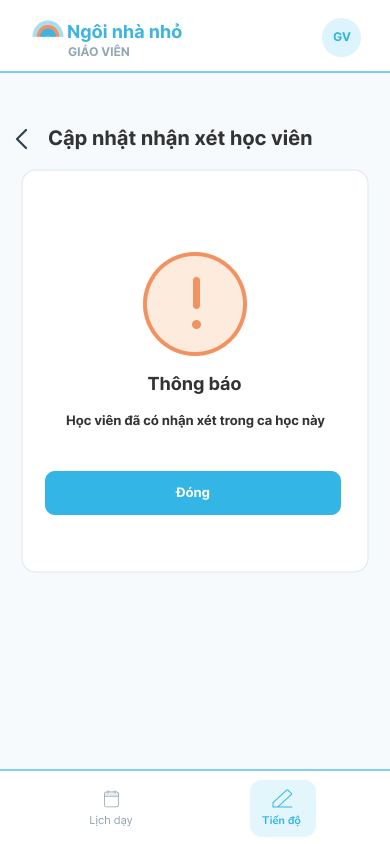 Ngôi nhà nhỏ
GIÁO VIÊN
GV
Cập nhật nhận xét học viên
Thông báo
Học viên đã có nhận xét trong ca học này
Đóng
Lịch dạy
Tiến độ